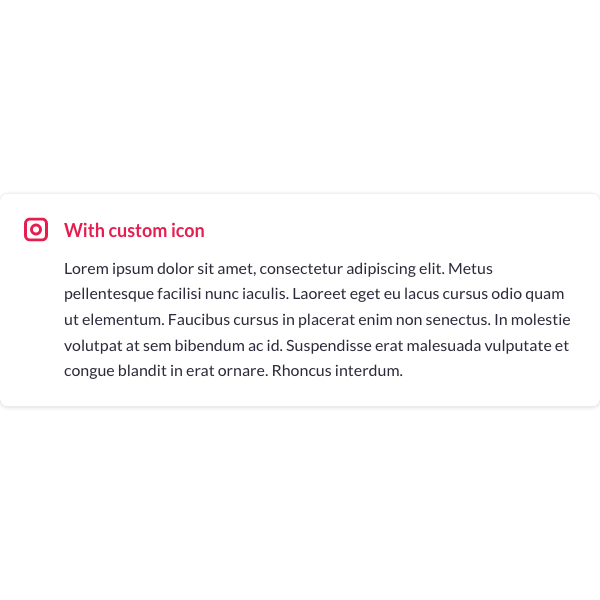 With custom icon
Lorem ipsum dolor sit amet, consectetur adipiscing elit. Metus
pellentesque facilisi nunc iaculis. Laoreet eget eu lacus cursus odio quam
ut elementum. Faucibus cursus in placerat enim non senectus. In molestie
volutpat at sem bibendum ac id. Suspendisse erat malesuada vulputate et
congue blandit in erat ornare. Rhoncus interdum.